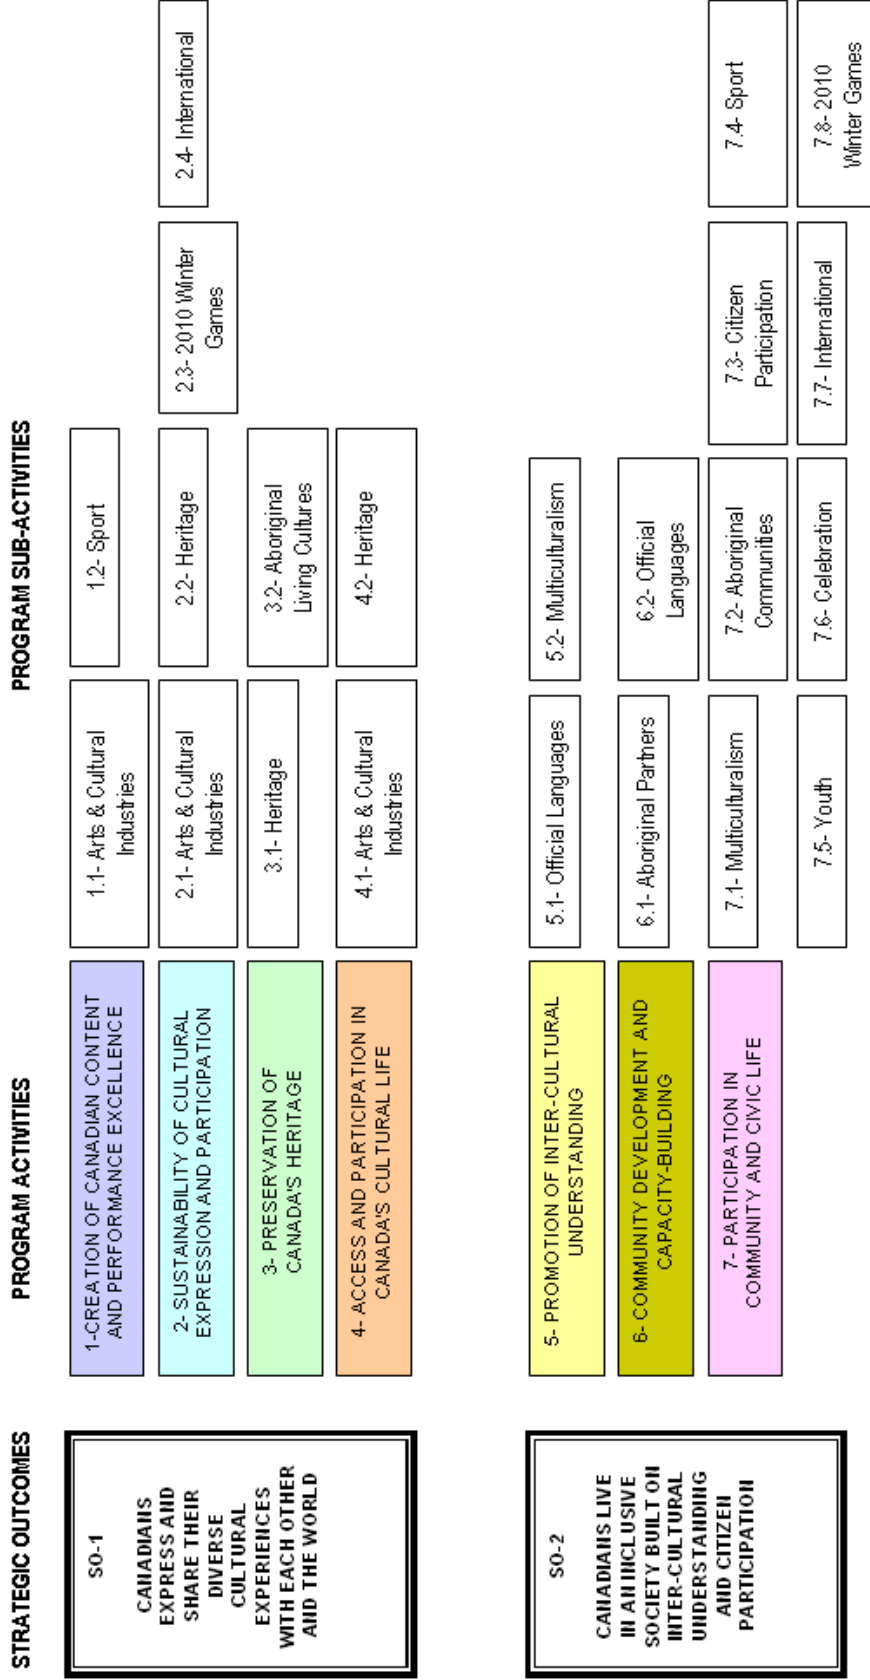 STRATEGIC OUTCOMES
PROGRAM ACTIVITIES
PROGRAM SUB-ACTIVITIES
SO-1
CANADIANS
EXPRESS AND
SHARE THEIR
DIVERSE
CULTURAL
EXPERIENCES
WITH EACH OTHER
AND THE WORLD
1-CREATION OF CANADIAN CONTENT
AND PERFORMANCE EXCELLENCE
1.1- Arts & Cultural
Industries
1.2- Sport
2- SUSTAINABILITY OF CULTURAL
EXPRESSION AND PARTICIPATION
2.1- Arts & Cultural
Industries
2.2- Heritage
2.3- 2010 Winter
Games
2.4- International
3- PRESERVATION OF
CANADA'S HERITAGE
3.1- Heritage
3.2- Aboriginal
Living Cultures
4- ACCESS AND PARTICIPATION IN
CANADA'S CULTURAL LIFE
4.1- Arts & Cultural
Industries
4.2- Heritage
SO-2
CANADIANS LIVE
IN AN INCLUSIVE
SOCIETY BUILT ON
INTER-CULTURAL
UNDERSTANDING
AND CITIZEN
PARTICIPATION
5- PROMOTION OF INTER-CULTURAL
UNDERSTANDING
5.1- Official Languages
5.2- Multiculturalism
6- COMMUNITY DEVELOPMENT AND
CAPACITY-BUILDING
6.1- Aboriginal Partners
6.2- Official
Languages
7- PARTICIPATION IN
COMMUNITY AND CIVIC LIFE
7.1- Multiculturalism
7.2- Aboriginal
Communities
7.3- Citizen
Participation
7.4- Sport
7.5- Youth
7.6- Celebration
7.7- International
7.8- 2010
Winter Games